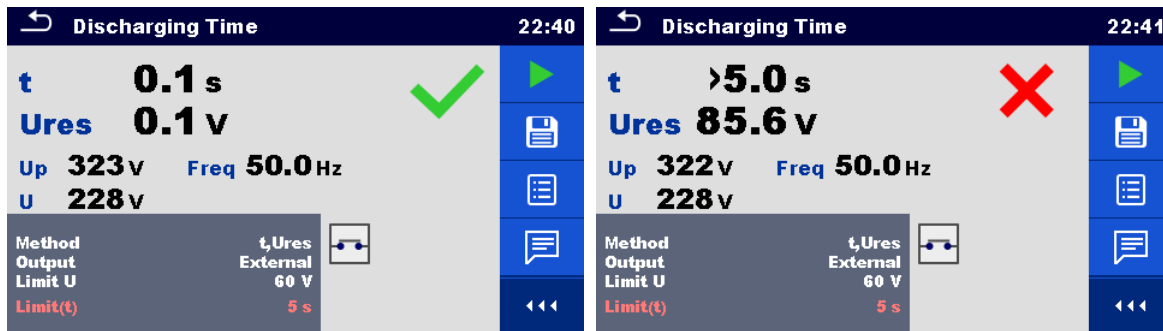 Discharging Time 22:40
t 0.1 s
Ures 0.1 V
Up 323 V Freq 50.0 Hz
U 228 V
Method t,Ures
Output External
Limit U 60 V
Limit(t) 5 s
Discharging Time 22:41
t >5.0 s
Ures 85.6 V
Up 322 V Freq 50.0 Hz
U 228 V
Method t,Ures
Output External
Limit U 60 V
Limit(t) 5 s